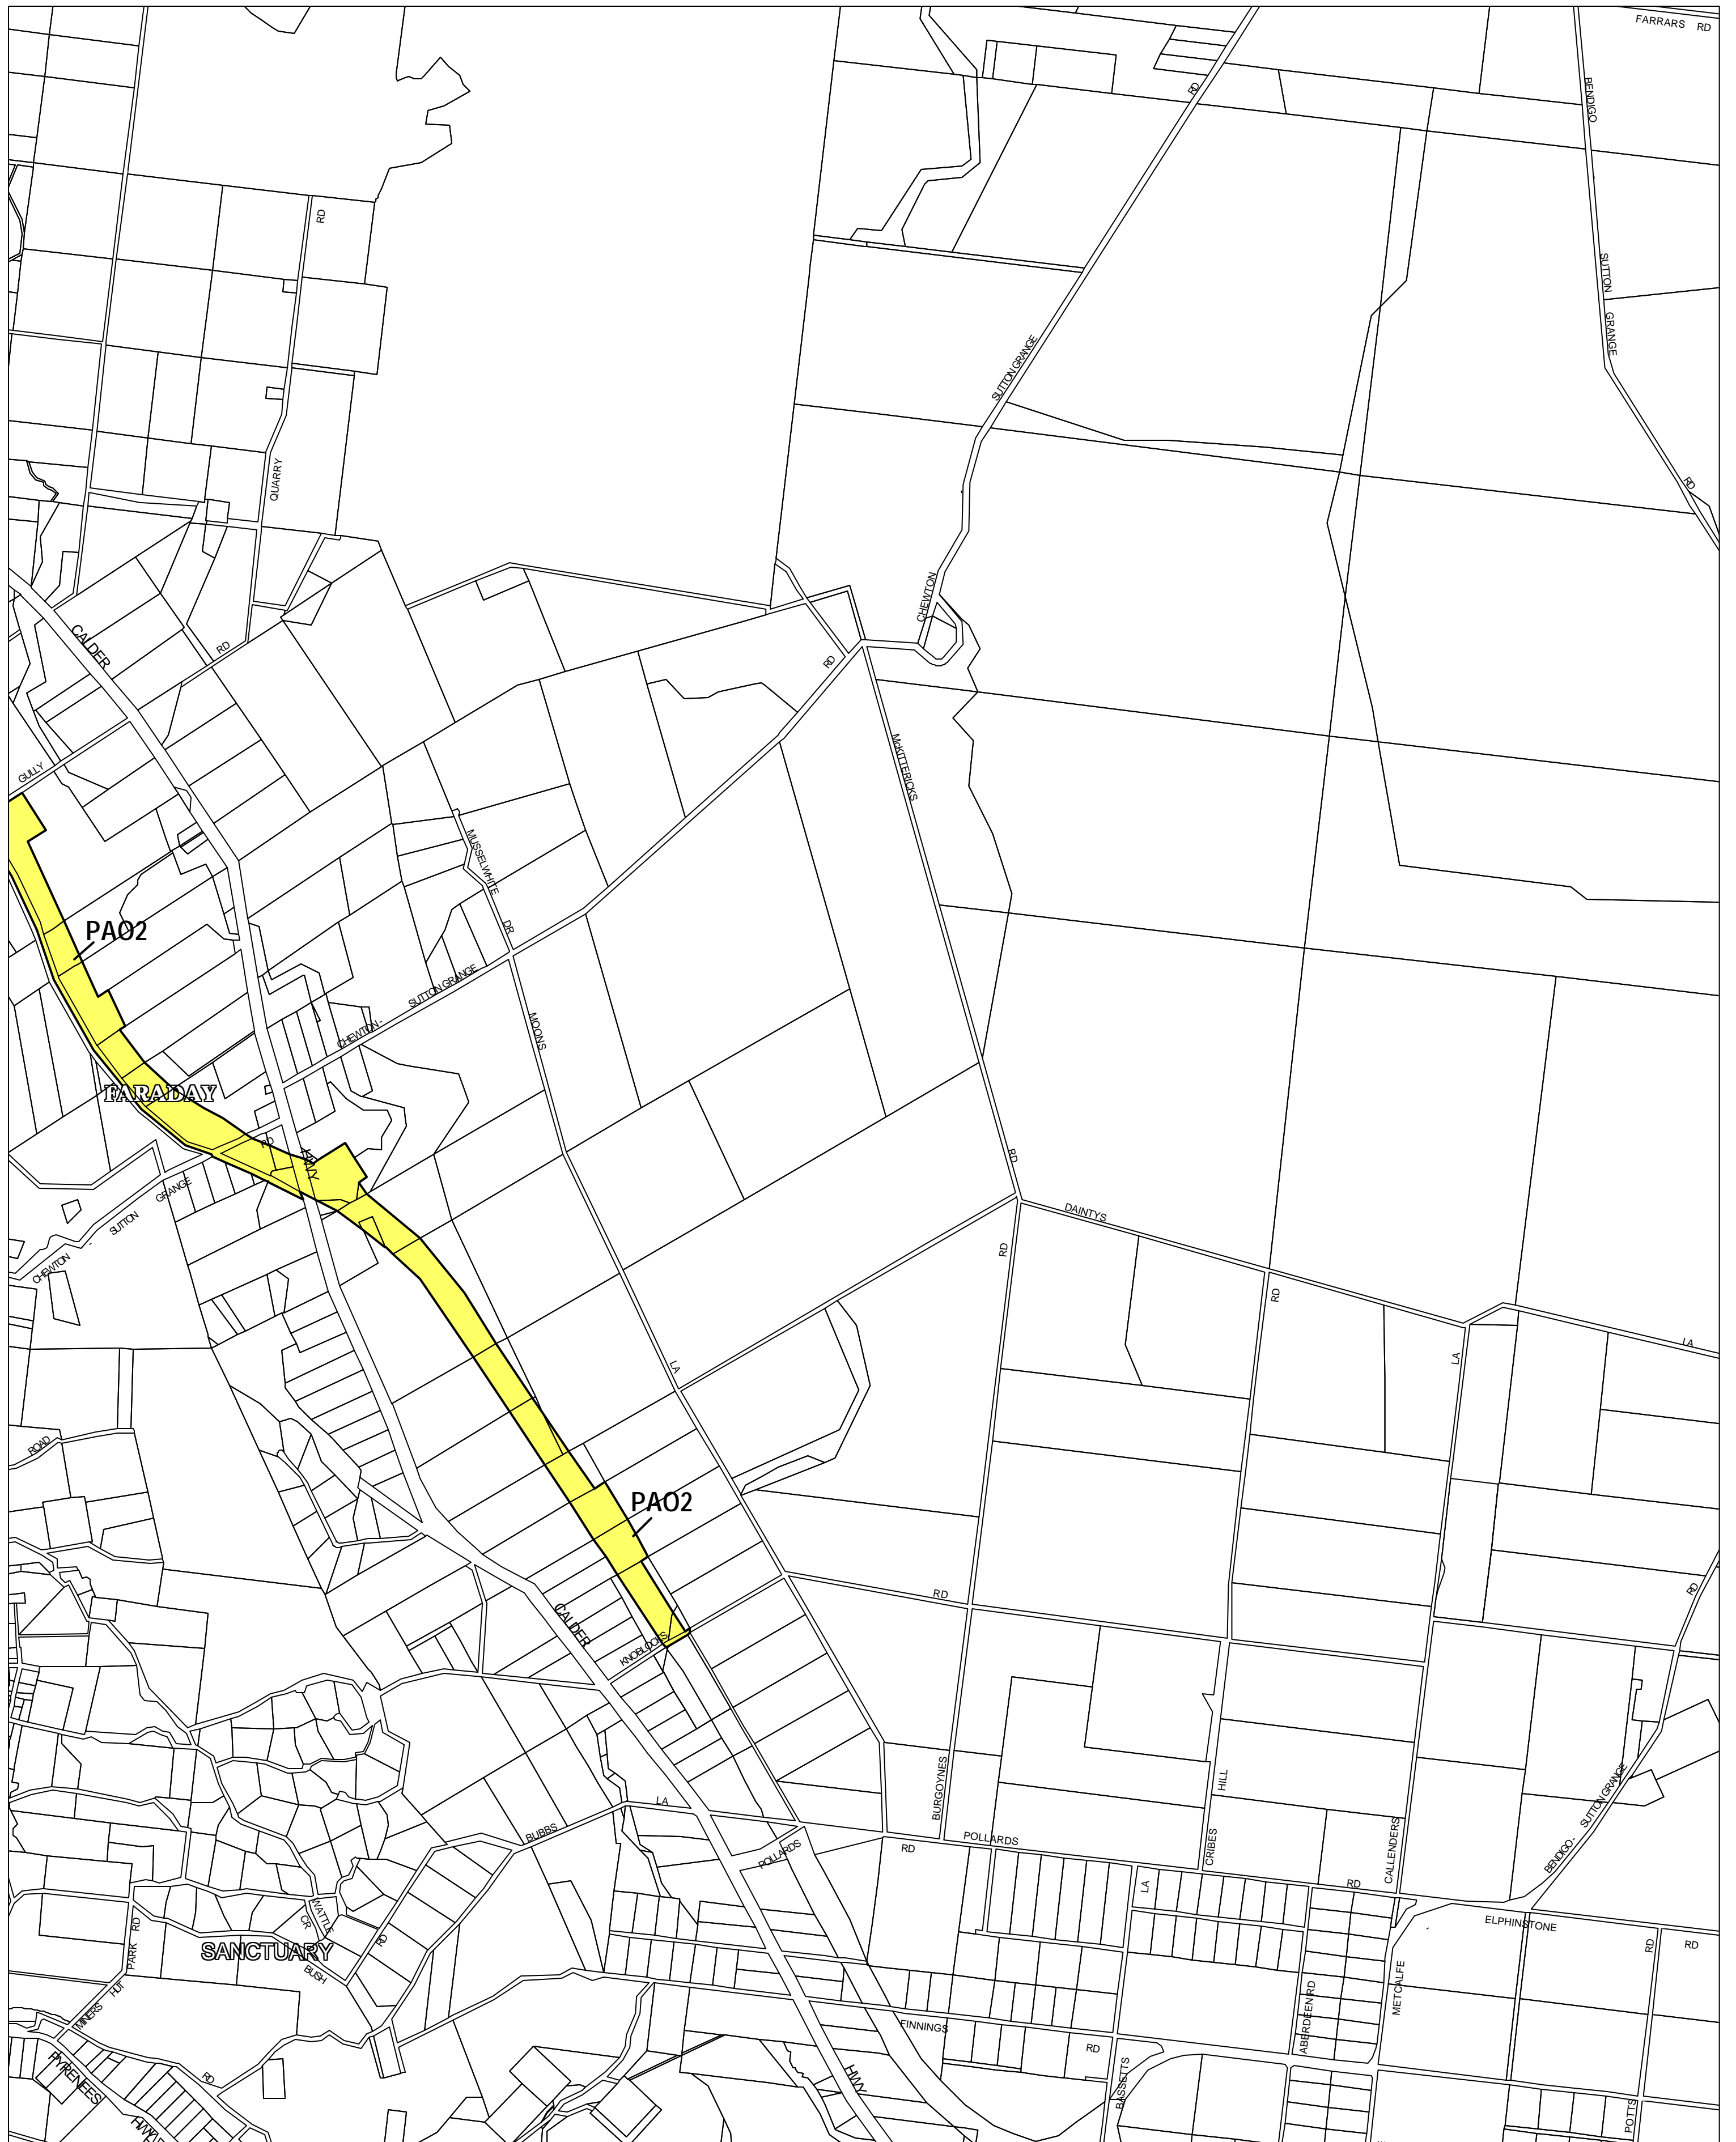 FARRARS RD
BENDIGO
RD
RD
SUTTON
GRANGE
SUTTON GRANGE
QUARRY
RD
CHEWTON
CALDER
RD
RD
GULLY
McKITTERICKS
MUSSELWHITE
DR
PAO2
SUTTON GRANGE
CHEWTON -
MOONS
FARADAY
RD
HWY
RD
GRANGE
SUTTON
-
CHEWTON
DAINTYS
RD
RD
LA
LA
LA
ROAD
PAO2
RD
RD
CALDER
KNOBLOCKS
BURGOYNES
HILL
BENDIGO - SUTTON GRANGE
LA
BUBBS
POLLARDS
POLLARDS
RD
CRIBES
CALLENDERS
LA
RD
WATTLE
CR
RD
PARK RD
SANCTUARY
BUSH
ELPHINSTONE
RD
RD
MINERS HUT
METCALFE
ABERDEEN RD
FINNINGS
RD
PYRENEES
HWY
RD
HWY
BASSETTS
POTTS